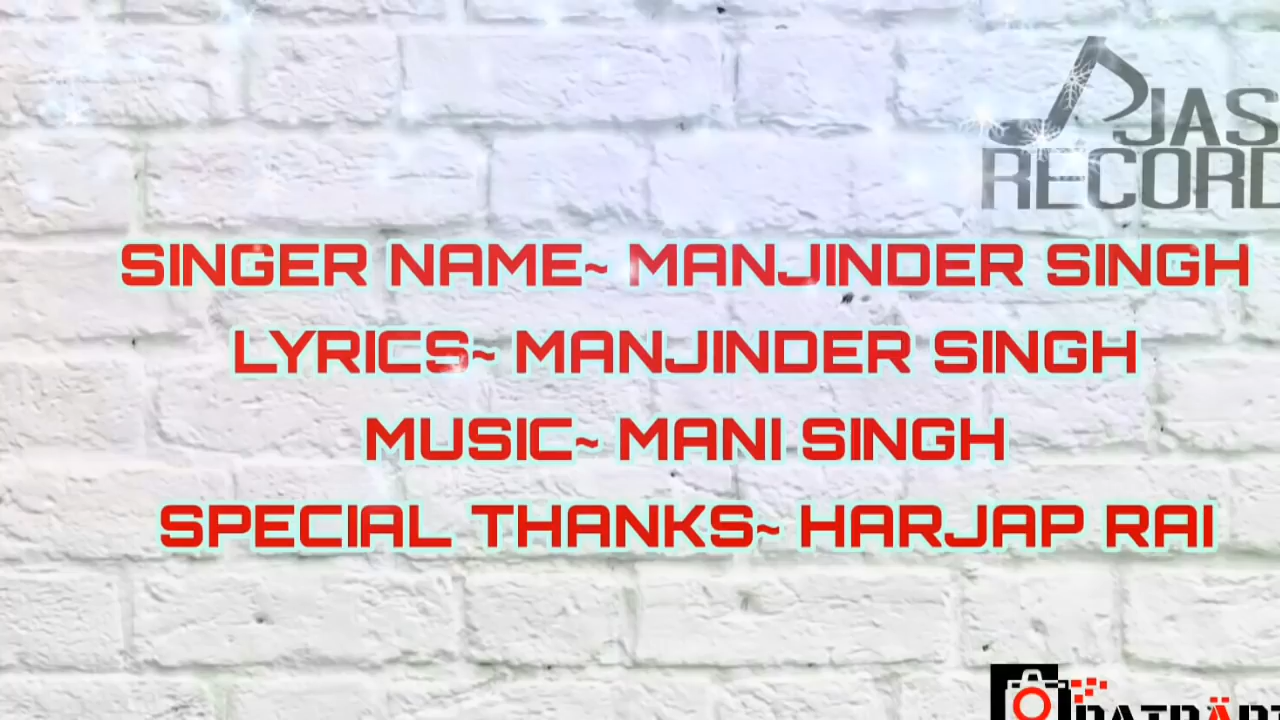 JAS
RECORD
SINGER NAME~ MANJINDER SINGH
LYRICS~ MANJINDER SINGH
MUSIC~ MANI SINGH
SPECIAL THANKS~ HARJAP RAI